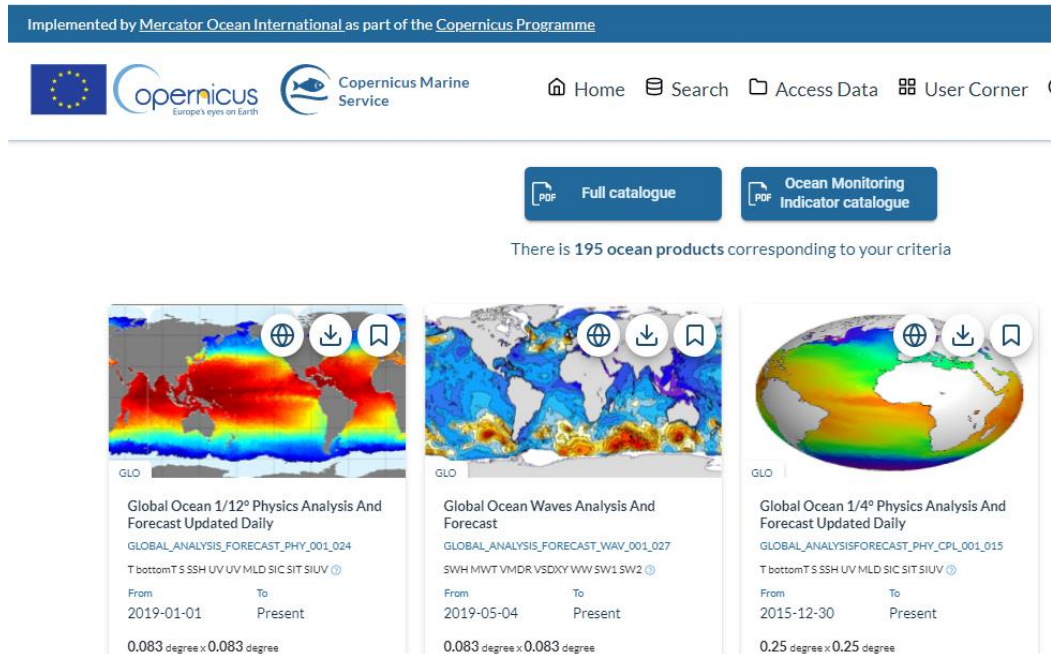 Implemented by Mercator Ocean International as part of the Copernicus Programme
opernicus
Europe's eyes on Earth
Copernicus Marine
Service
Home
Search
Access Data
User Corner
PDF
Full catalogue
PDF
Ocean Monitoring
Indicator catalogue
There is 195 ocean products corresponding to your criteria
GLO
Global Ocean 1/12° Physics Analysis And
Forecast Updated Daily
GLOBAL_ANALYSIS_FORECAST_PHY_001_024
T bottomT S SSH UV UV MLD SIC SIT SIUV
From To
2019-01-01 Present
0.083 degree x 0.083 degree
GLO
Global Ocean Waves Analysis And
Forecast
GLOBAL_ANALYSIS_FORECAST_WAV_001_027
SWH MWT VMDR VSDXY WW SW1 SW2
From To
2019-05-04 Present
0.083 degree x 0.083 degree
GLO
Global Ocean 1/4° Physics Analysis And
Forecast Updated Daily
GLOBAL_ANALYSISFORECAST_PHY_CPL_001_015
T bottomT S SSH UV MLD SIC SIT SIUV
From To
2015-12-30 Present
0.25 degree x 0.25 degree